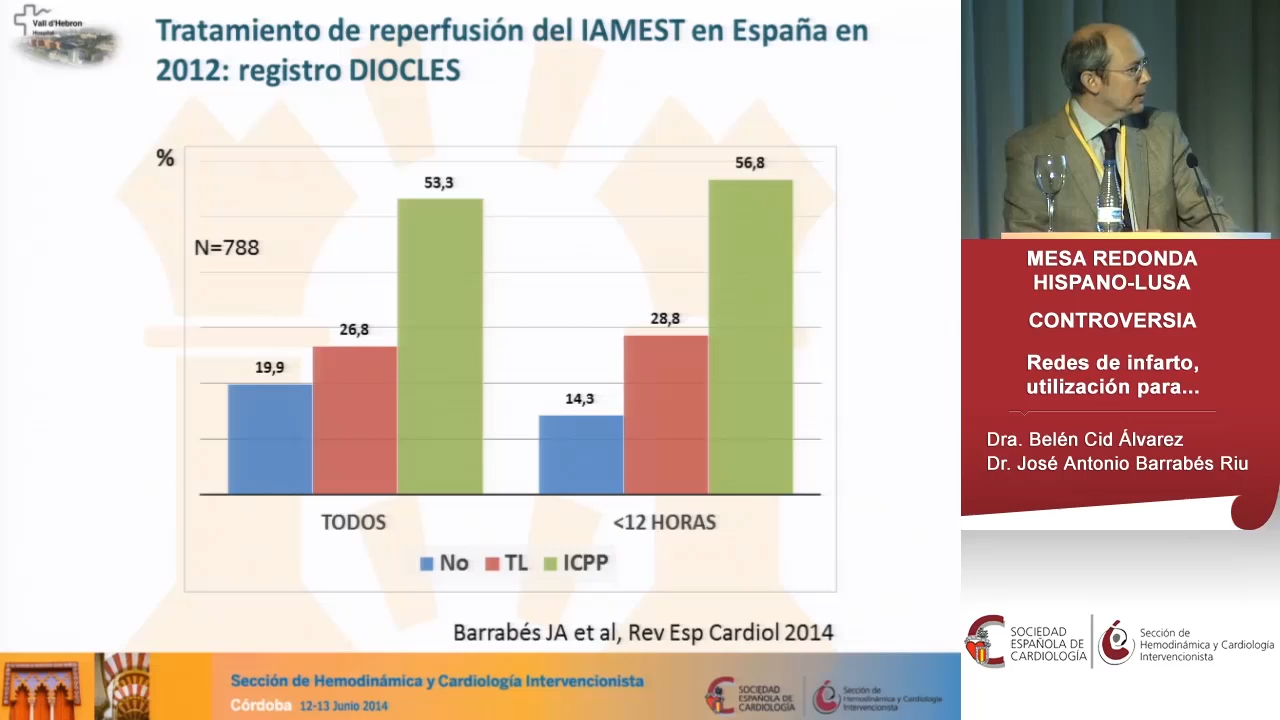 Vall d'Hebron
Hospital
Tratamiento de reperfusión del IAMEST en España en
2012: registro DIOCLES
%
N=788
19,9
26,8
53,3
14,3
28,8
56,8
TODOS
<12 HORAS
No
TL
ICPP
Barrabés JA et al, Rev Esp Cardiol 2014
Sección de Hemodinámica y Cardiología Intervencionista
Córdoba 12-13 Junio 2014
SOCIEDAD
ESPAÑOLA DE
CARDIOLOGÍA
Sección de
Hemodinámica y Cardiología
Intervencionista
MESA REDONDA
HISPANO-LUSA
CONTROVERSIA
Redes de infarto,
utilización para...
Dra. Belén Cid Álvarez
Dr. José Antonio Barrabés Riu
SOCIEDAD
ESPAÑOLA DE
CARDIOLOGÍA
Sección de
Hemodinámica y Cardiología
Intervencionista